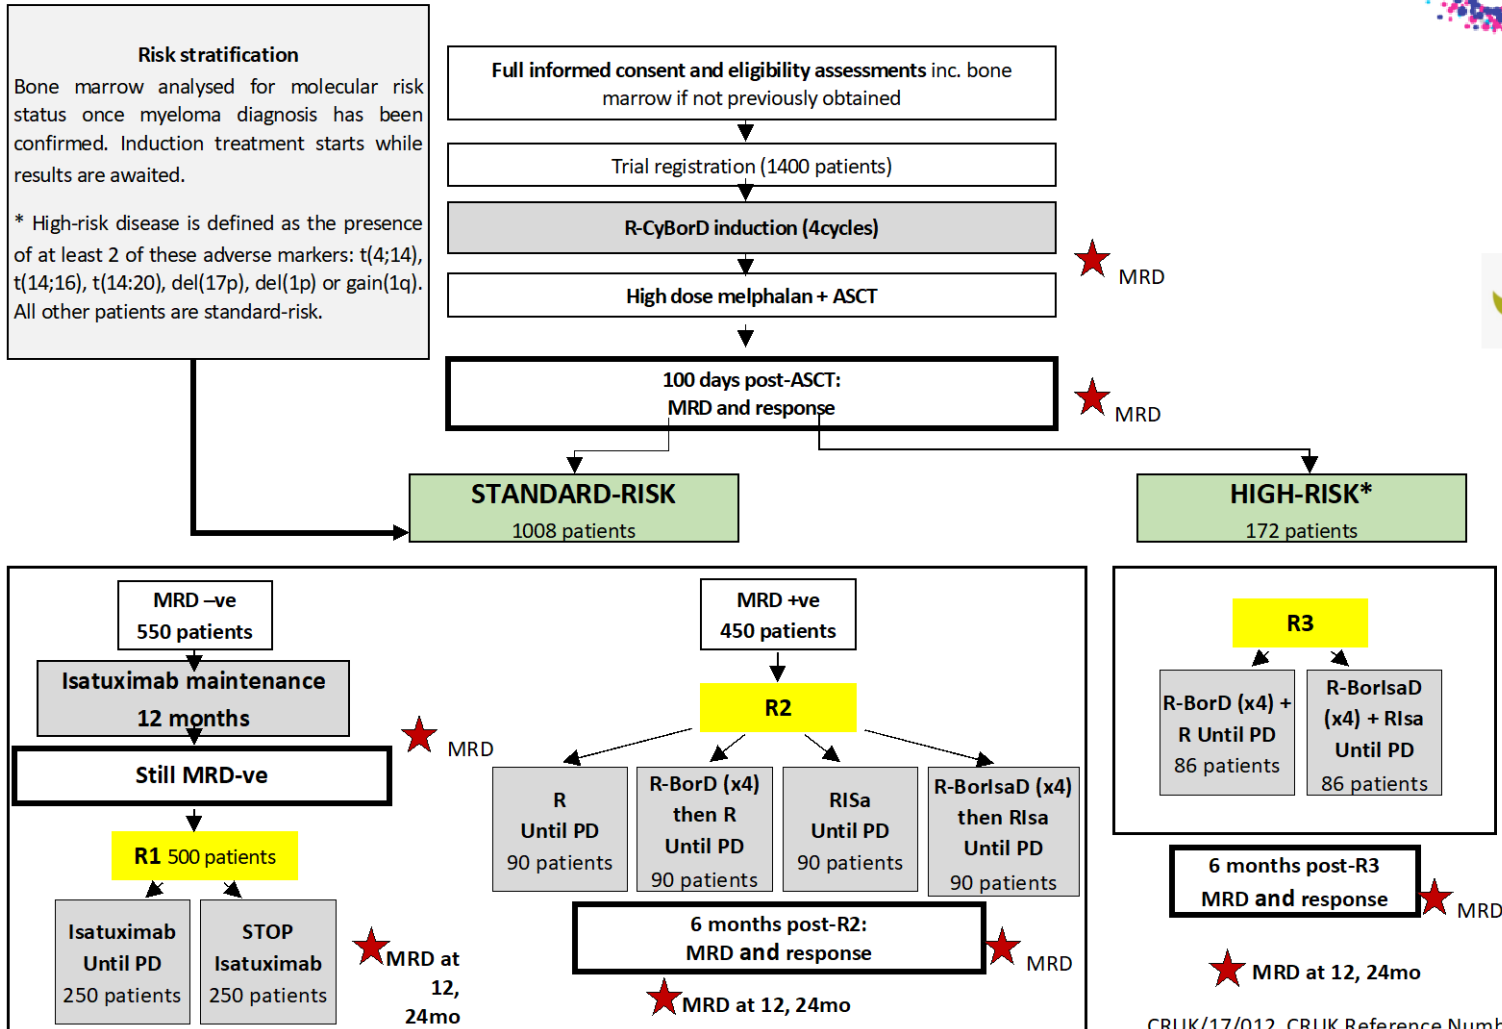 Risk stratification
Bone marrow analysed for molecular risk
status once myeloma diagnosis has been
confirmed. Induction treatment starts while
results are awaited.
* High-risk disease is defined as the presence
of at least 2 of these adverse markers: t(4;14),
t(14;16), t(14:20), del(17p), del(1p) or gain(1q).
All other patients are standard-risk.
Full informed consent and eligibility assessments inc. bone
marrow if not previously obtained
Trial registration (1400 patients)
R-CyBorD induction (4cycles)
MRD
High dose melphalan + ASCT
100 days post-ASCT:
MRD and response
MRD
STANDARD-RISK
1008 patients
HIGH-RISK*
172 patients
MRD –ve
550 patients
Isatuximab maintenance
12 months
MRD
Still MRD-ve
R1 500 patients
Isatuximab
Until PD
250 patients
STOP
Isatuximab
250 patients
MRD at
12,
24mo
MRD +ve
450 patients
R2
R
Until PD
90 patients
R-BorD (x4)
then R
Until PD
90 patients
RISa
Until PD
90 patients
R-BorIsaD (x4)
then RIsa
Until PD
90 patients
6 months post-R2:
MRD and response
MRD
MRD at 12, 24mo
R3
R-BorD (x4) +
R Until PD
86 patients
R-BorIsaD
(x4) + RIsa
Until PD
86 patients
6 months post-R3
MRD and response
MRD
MRD at 12, 24mo
CRUK/17/012, CRUK Reference Numb